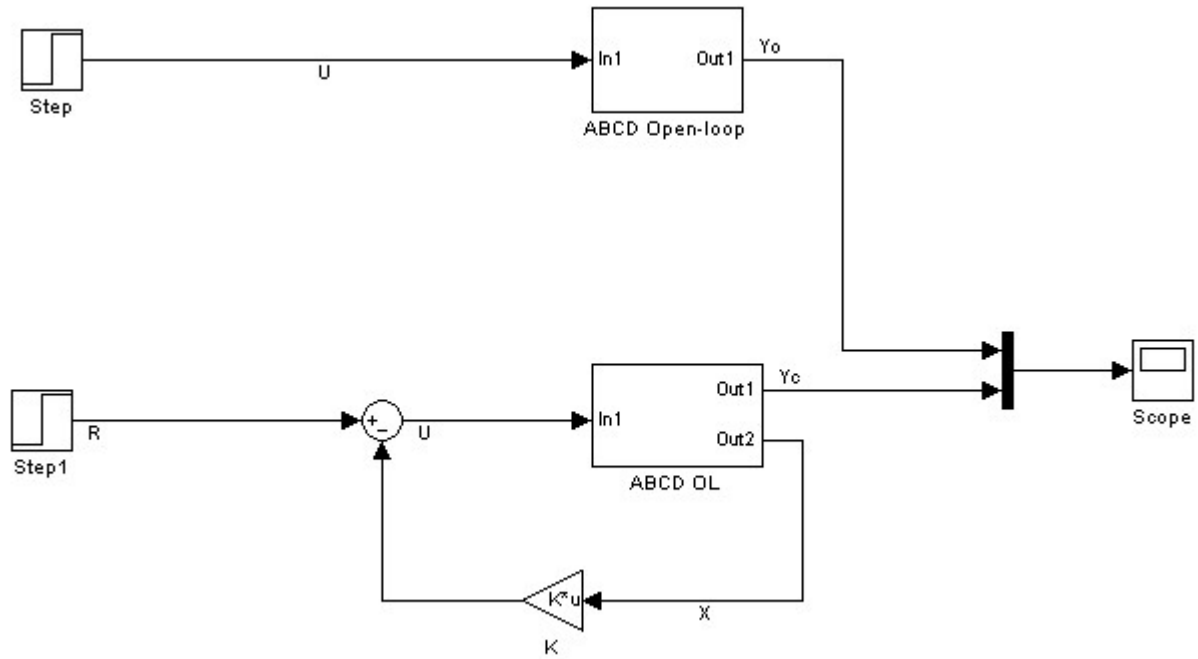 Step
U
In1
Out1
ABCD Open-loop
Yo
Step1
R
+
−
U
In1
Out1
Out2
ABCD OL
Yc
Scope
K*u
K
X